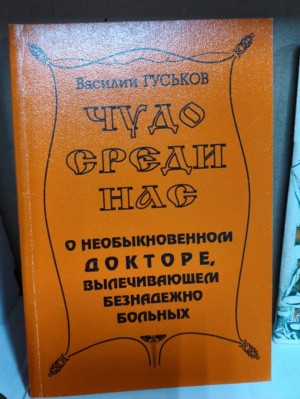 Василий ГУСЬКОВ
ЧУДО
СРЕДИ
НАС
О НЕОБЫКНОВЕННОМ
ДОКТОРЕ,
ВЫЛЕЧИВАЮЩЕМ
БЕЗНАДЕЖНО
БОЛЬНЫХ